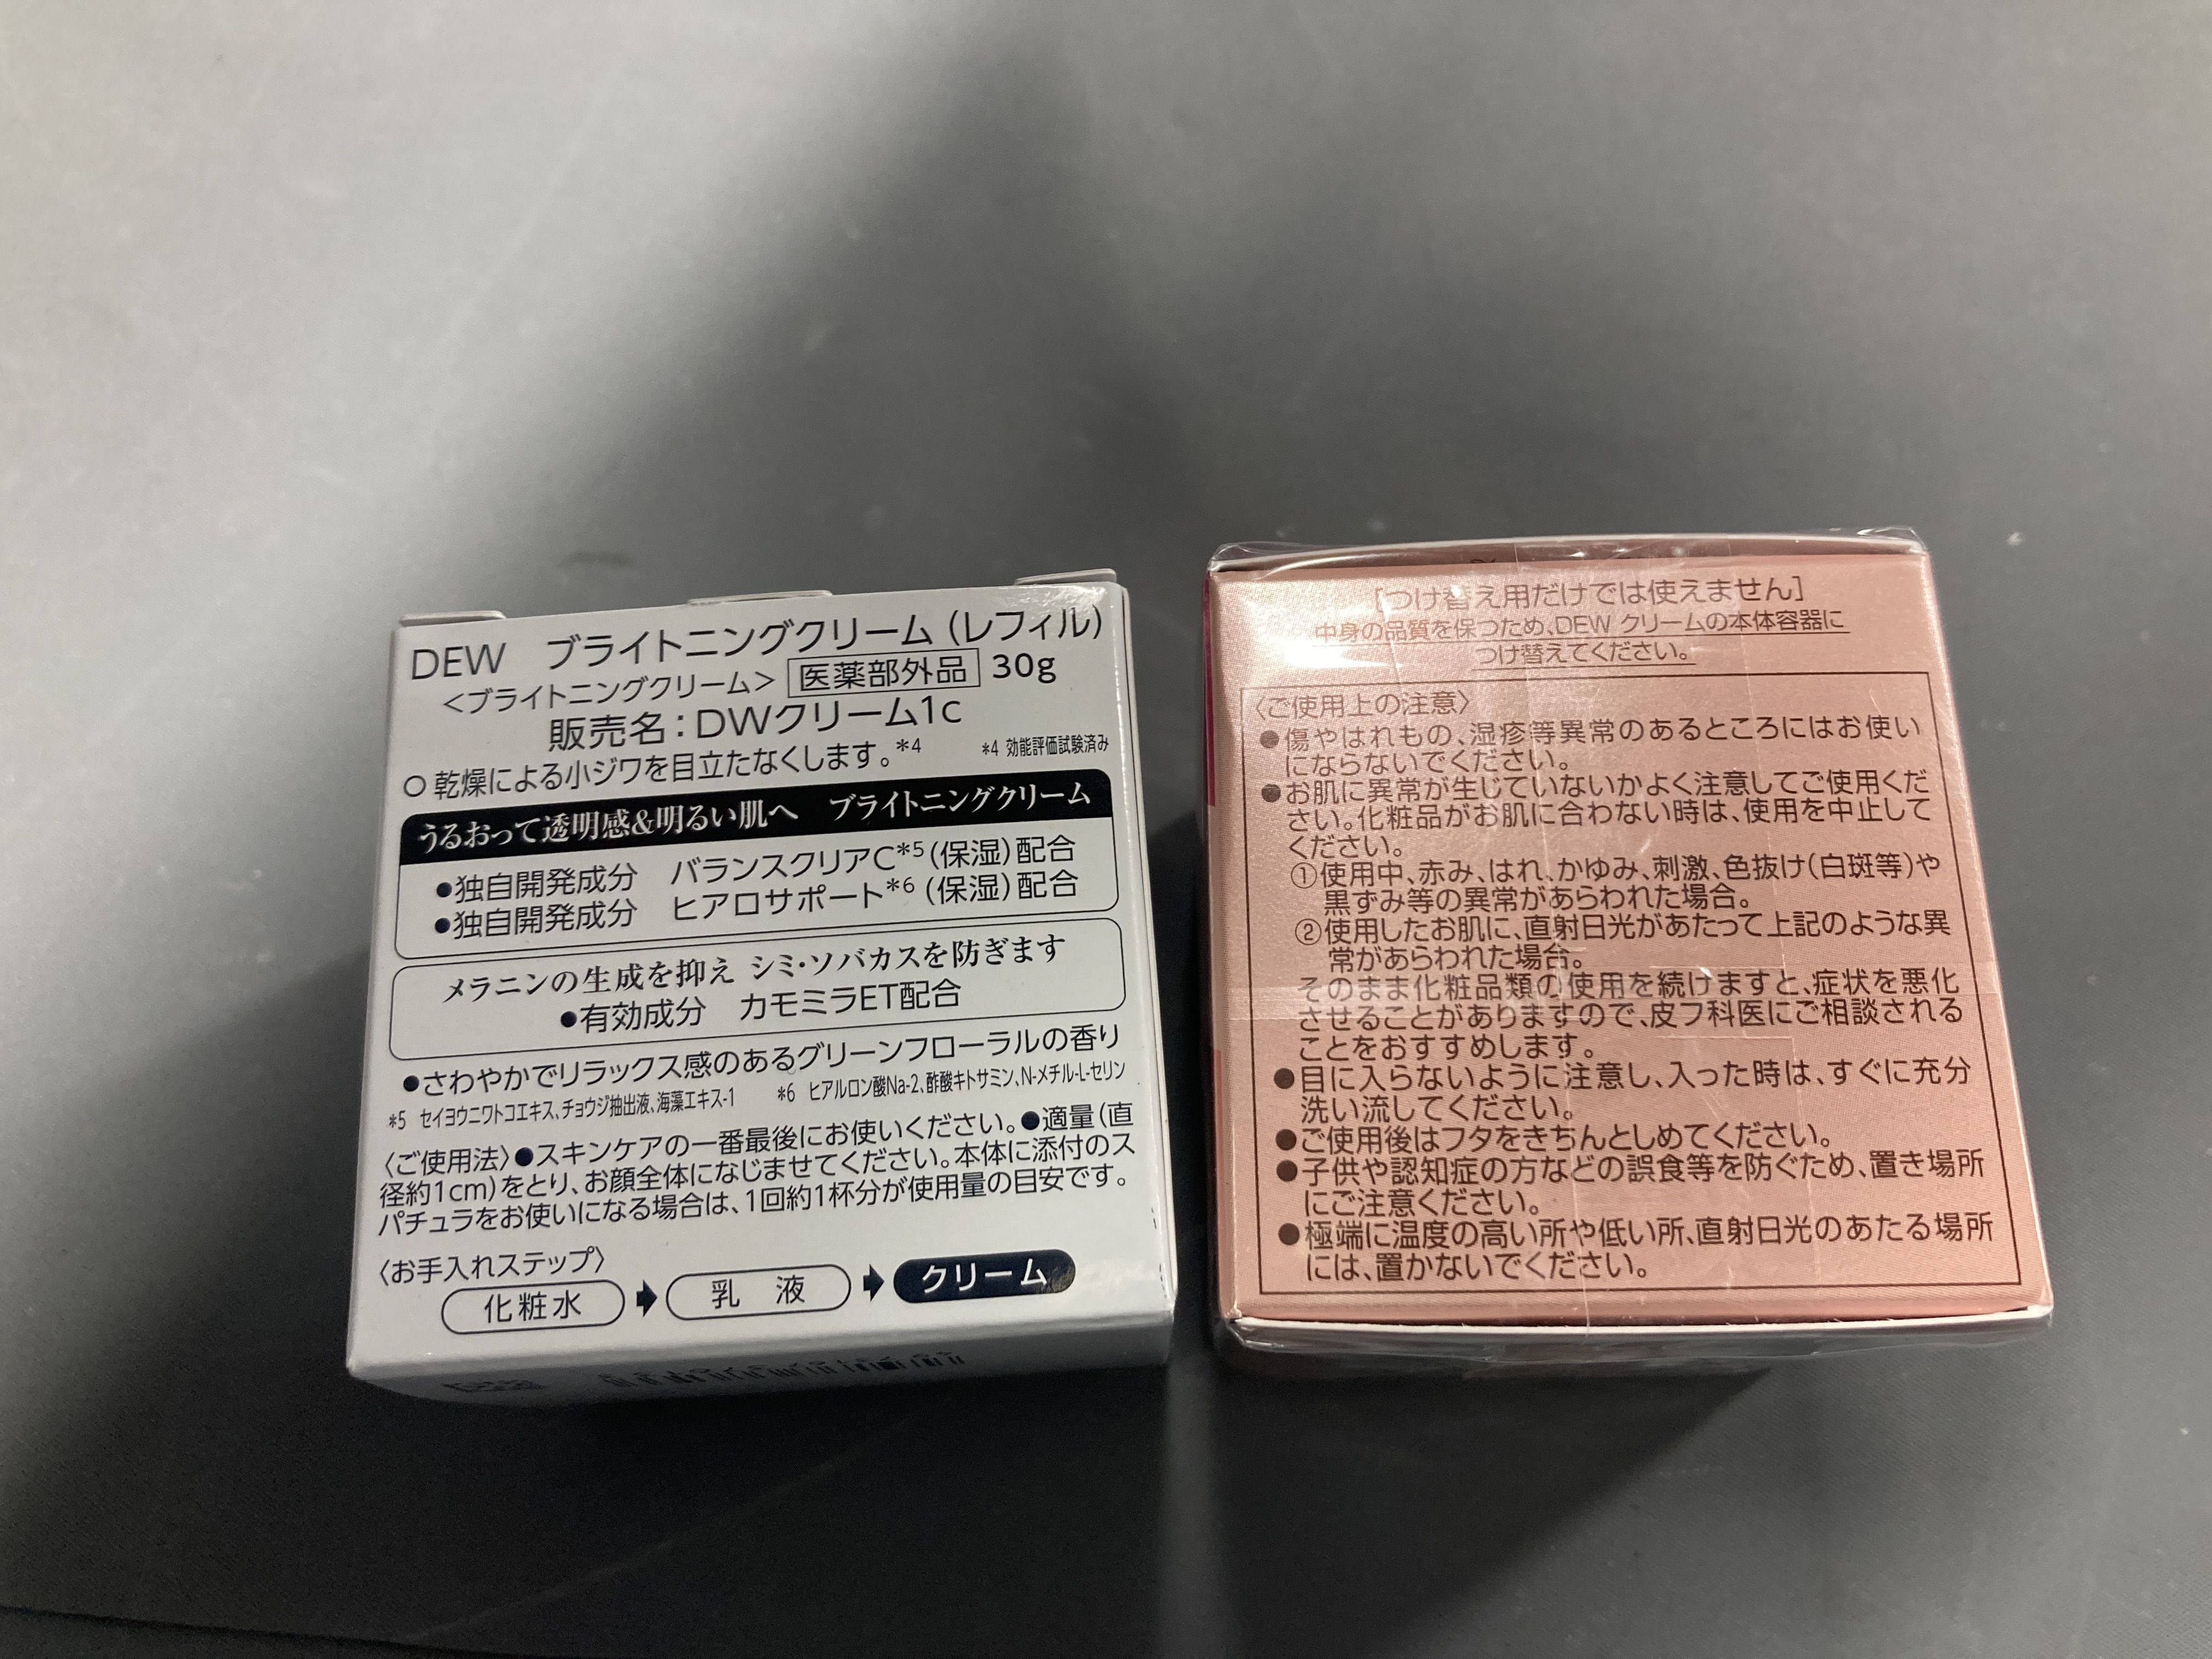 DEW ブライトニングクリーム（レフィル）
＜ブライトニングクリーム＞ 医薬部外品 30g
販売名：DWクリーム1c
○ 乾燥による小ジワを目立たなくします。*4 *4 効能評価試験済み
うるおって透明感&明るい肌へ ブライトニングクリーム
●独自開発成分 バランスクリアC*5（保湿）配合
●独自開発成分 ヒアロサポート*6（保湿）配合
メラニンの生成を抑え シミ・ソバカスを防ぎます
●有効成分 カモミラET配合
●さわやかでリラックス感のあるグリーンフローラルの香り
*5 セイヨウニワトコエキス、チョウジ抽出液、海藻エキス-1 *6 ヒアルロン酸Na-2、酢酸キトサミン、N-メチル-L-セリン
〈ご使用法〉●スキンケアの一番最後にお使いください。●適量（直
径約1cm）をとり、お顔全体になじませてください。本体に添付のス
パチュラをお使いになる場合は、1回約1杯分が使用量の目安です。
〈お手入れステップ〉
化粧水 → 乳 液 → クリーム
［つけ替え用だけでは使えません］
中身の品質を保つため、DEW クリームの本体容器に
つけ替えてください。
〈ご使用上の注意〉
●傷やはれもの、湿疹等異常のあるところにはお使い
にならないでください。
●お肌に異常が生じていないかよく注意してご使用くだ
さい。化粧品がお肌に合わない時は、使用を中止して
ください。
①使用中、赤み、はれ、かゆみ、刺激、色抜け（白斑等）や
黒ずみ等の異常があらわれた場合。
②使用したお肌に、直射日光があたって上記のような異
常があらわれた場合。
そのまま化粧品類の使用を続けますと、症状を悪化
させることがありますので、皮フ科医にご相談される
ことをおすすめします。
●目に入らないように注意し、入った時は、すぐに充分
洗い流してください。
●ご使用後はフタをきちんとしめてください。
●子供や認知症の方などの誤食等を防ぐため、置き場所
にご注意ください。
●極端に温度の高い所や低い所、直射日光のあたる場所
には、置かないでください。